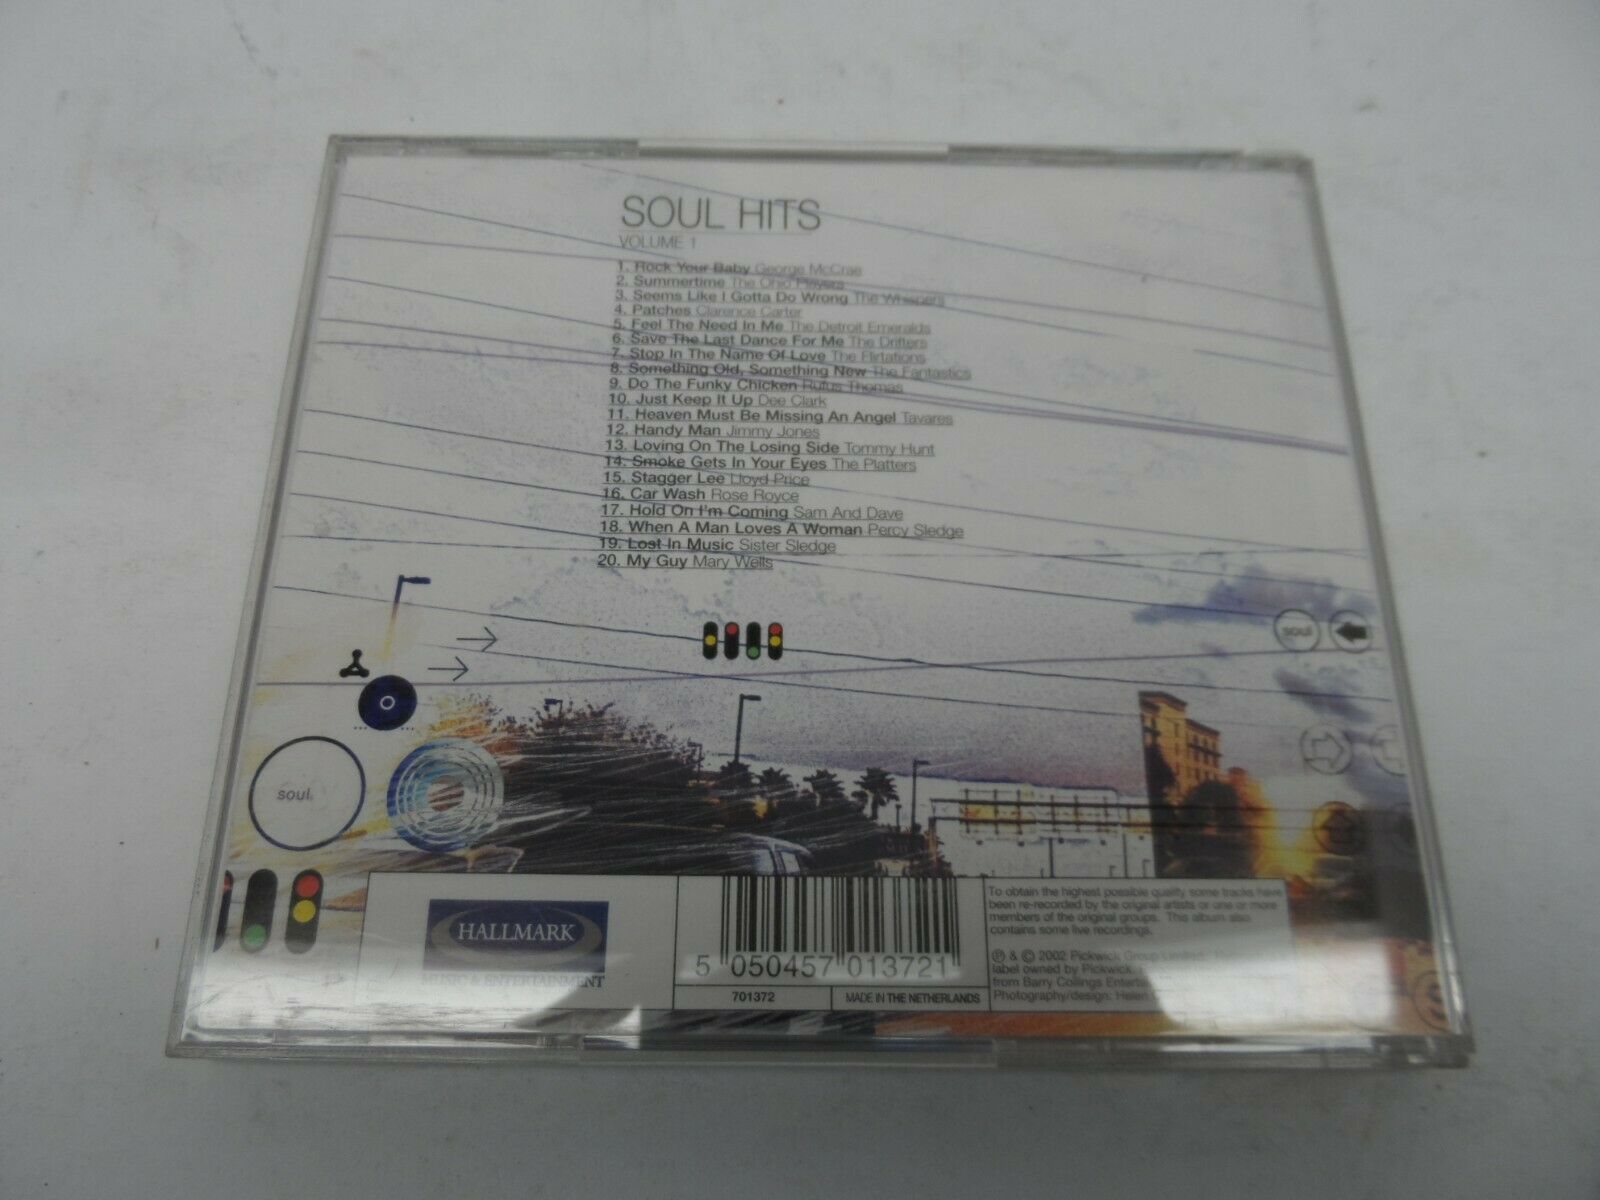 SOUL HITS
VOLUME 1
1. Rock Your Baby George McCrae
2. Summertime The Ohio Players
3. Seems Like I Gotta Do Wrong The Whispers
4. Patches Clarence Carter
5. Feel The Need In Me The Detroit Emeralds
6. Save The Last Dance For Me The Drifters
7. Stop In The Name Of Love The Flirtations
8. Something Old, Something New The Fantastics
9. Do The Funky Chicken Rufus Thomas
10. Just Keep It Up Dee Clark
11. Heaven Must Be Missing An Angel Tavares
12. Handy Man Jimmy Jones
13. Loving On The Losing Side Tommy Hunt
14. Smoke Gets In Your Eyes The Platters
15. Stagger Lee Lloyd Price
16. Car Wash Rose Royce
17. Hold On I'm Coming Sam And Dave
18. When A Man Loves A Woman Percy Sledge
19. Lost In Music Sister Sledge
20. My Guy Mary Wells
soul
soul
HALLMARK
MUSIC & ENTERTAINMENT
5 050457 013721
701372
MADE IN THE NETHERLANDS
To obtain the highest possible quality some tracks have
been re-recorded by the original artists or one or more
members of the original groups. This album also
contains some live recordings.
℗ & © 2002 Pickwick Group Limited.
label owned by Pickwick.
from Barry Collings
Photography/design: Helen